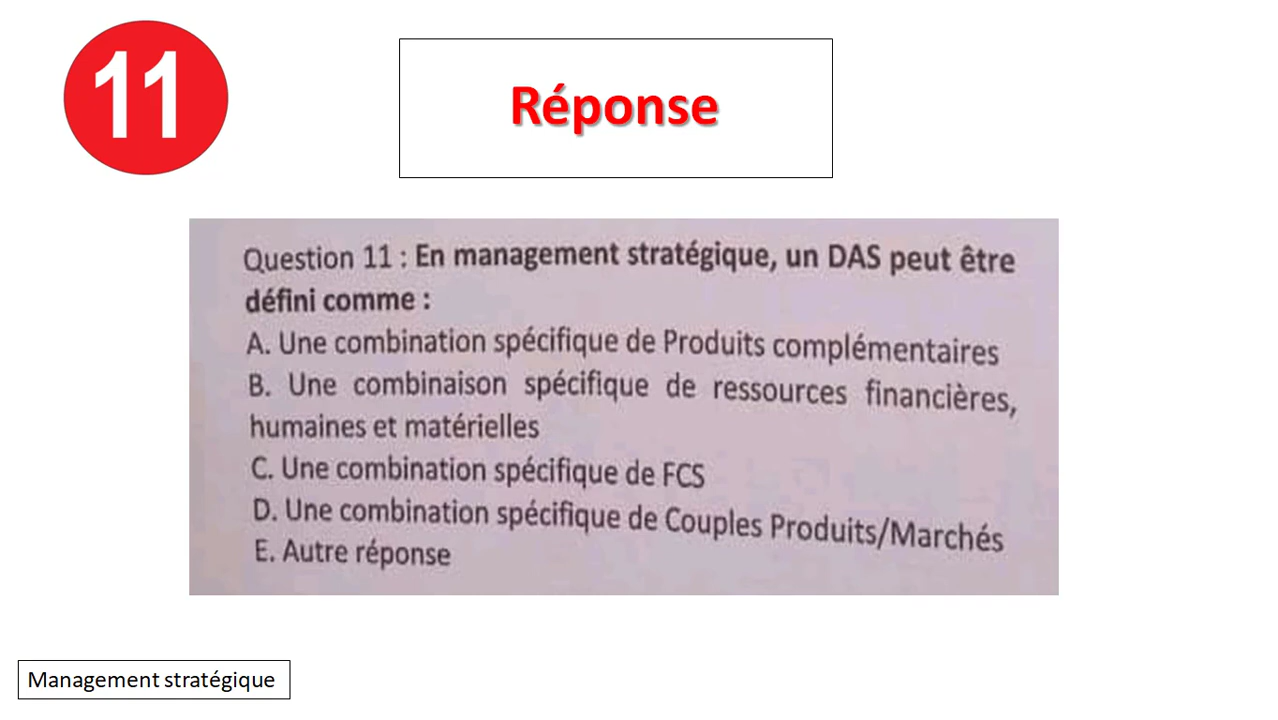 11
Réponse
Question 11 : En management stratégique, un DAS peut être
défini comme :
A. Une combination spécifique de Produits complémentaires
B. Une combinaison spécifique de ressources financières,
humaines et matérielles
C. Une combination spécifique de FCS
D. Une combination spécifique de Couples Produits/Marchés
E. Autre réponse
Management stratégique